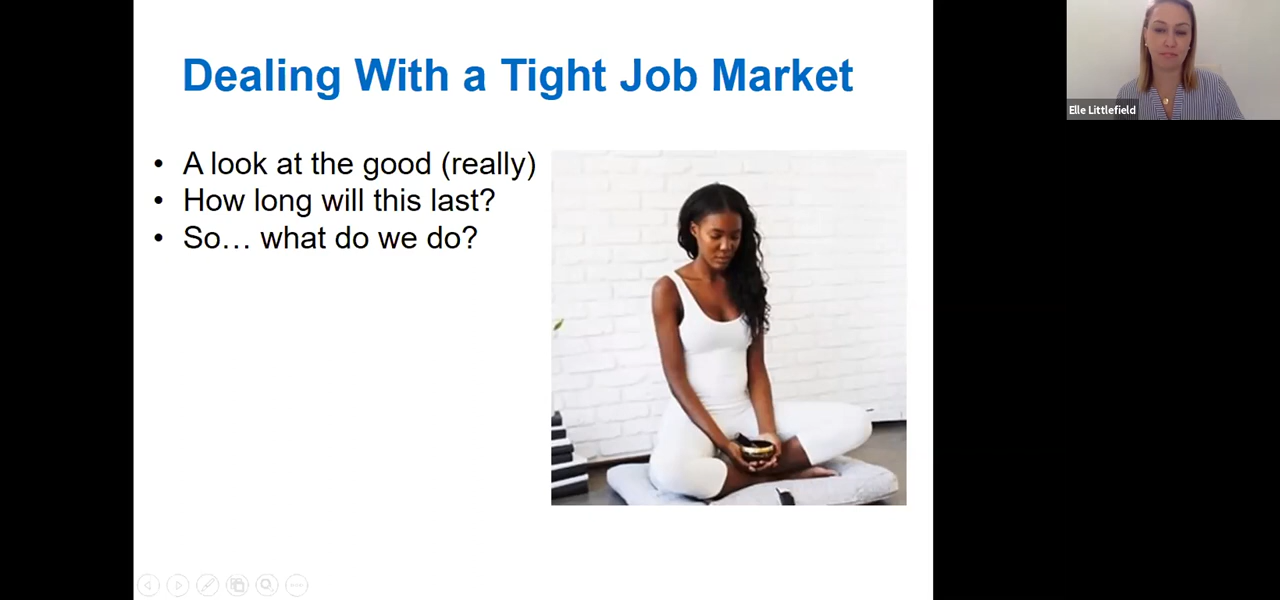 Dealing With a Tight Job Market
• A look at the good (really)
• How long will this last?
• So… what do we do?
Elle Littlefield